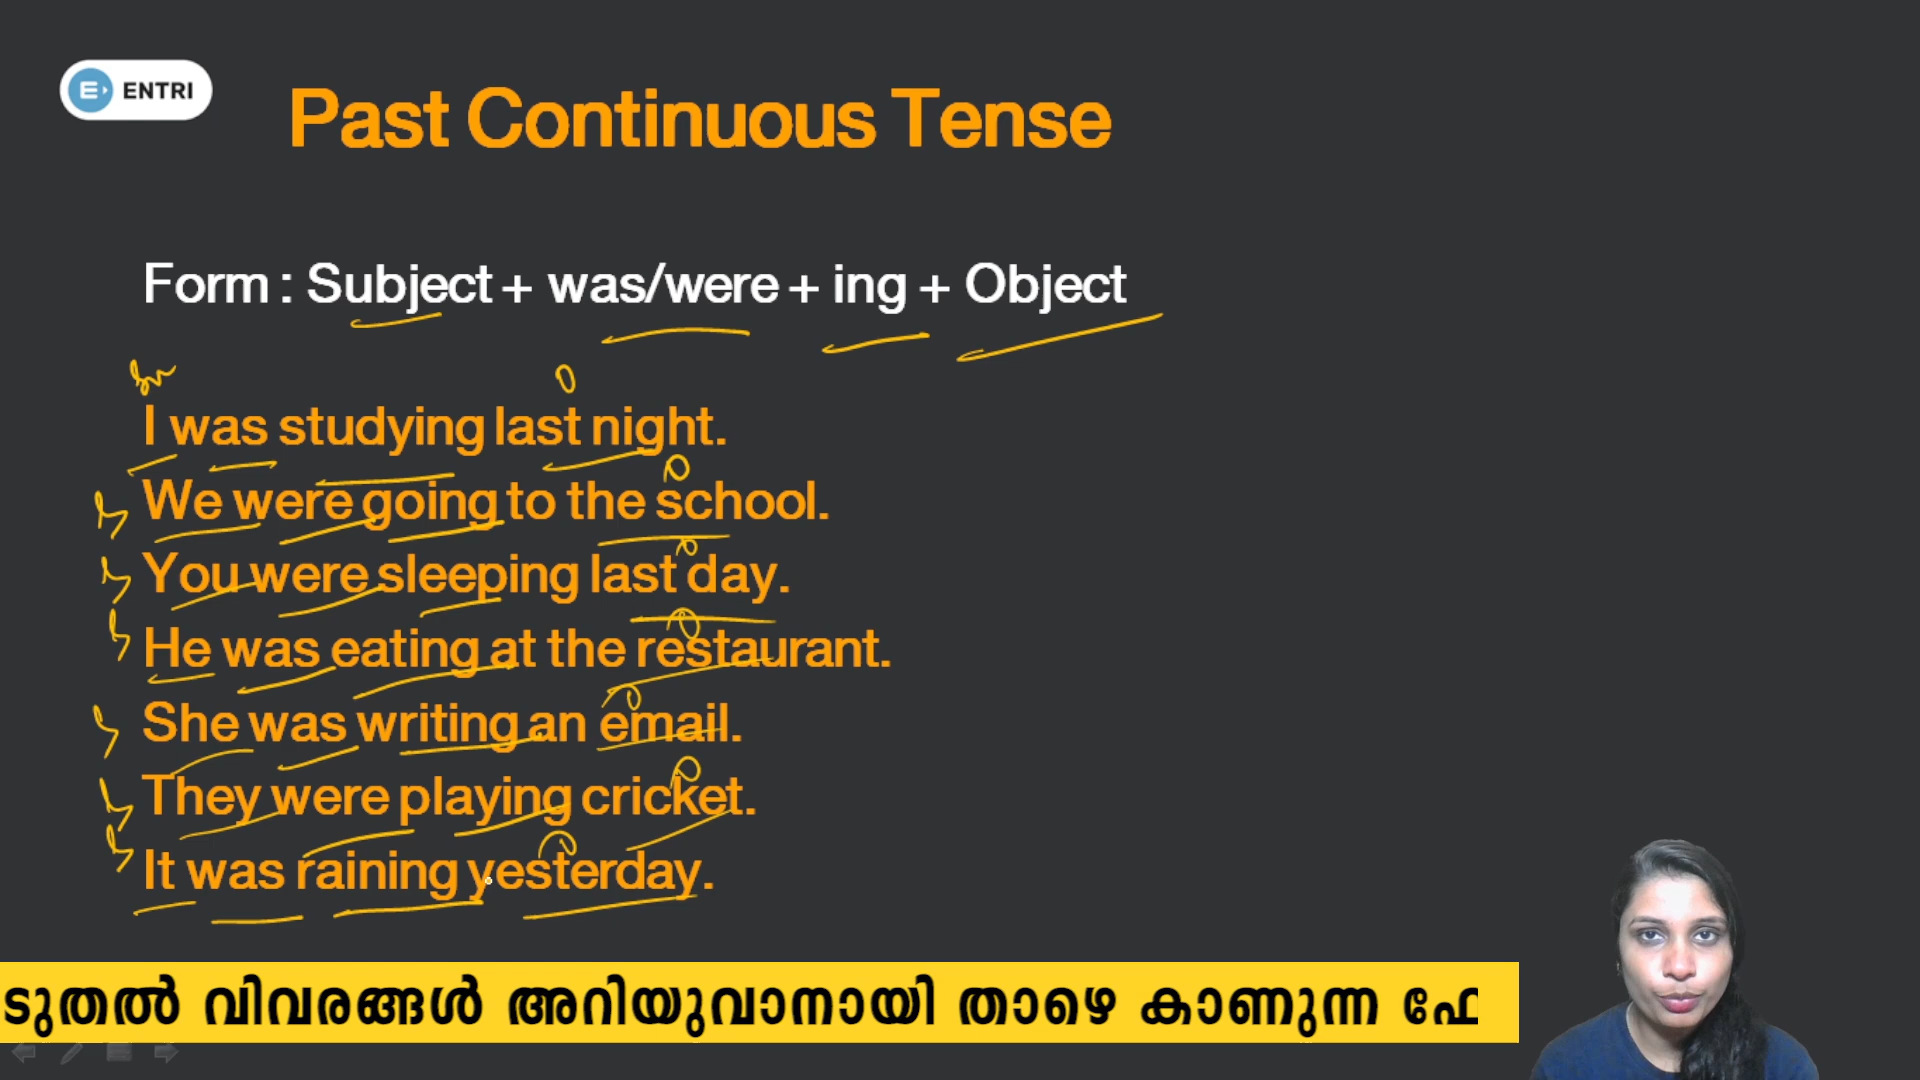 ENTRI
Past Continuous Tense
Form : Subject + was/were + ing + Object
I was studying last night.
We were going to the school.
You were sleeping last day.
He was eating at the restaurant.
She was writing an email.
They were playing cricket.
It was raining yesterday.
ടുതൽ വിവരങ്ങൾ അറിയുവാനായി താഴെ കാണുന്ന ഫേ